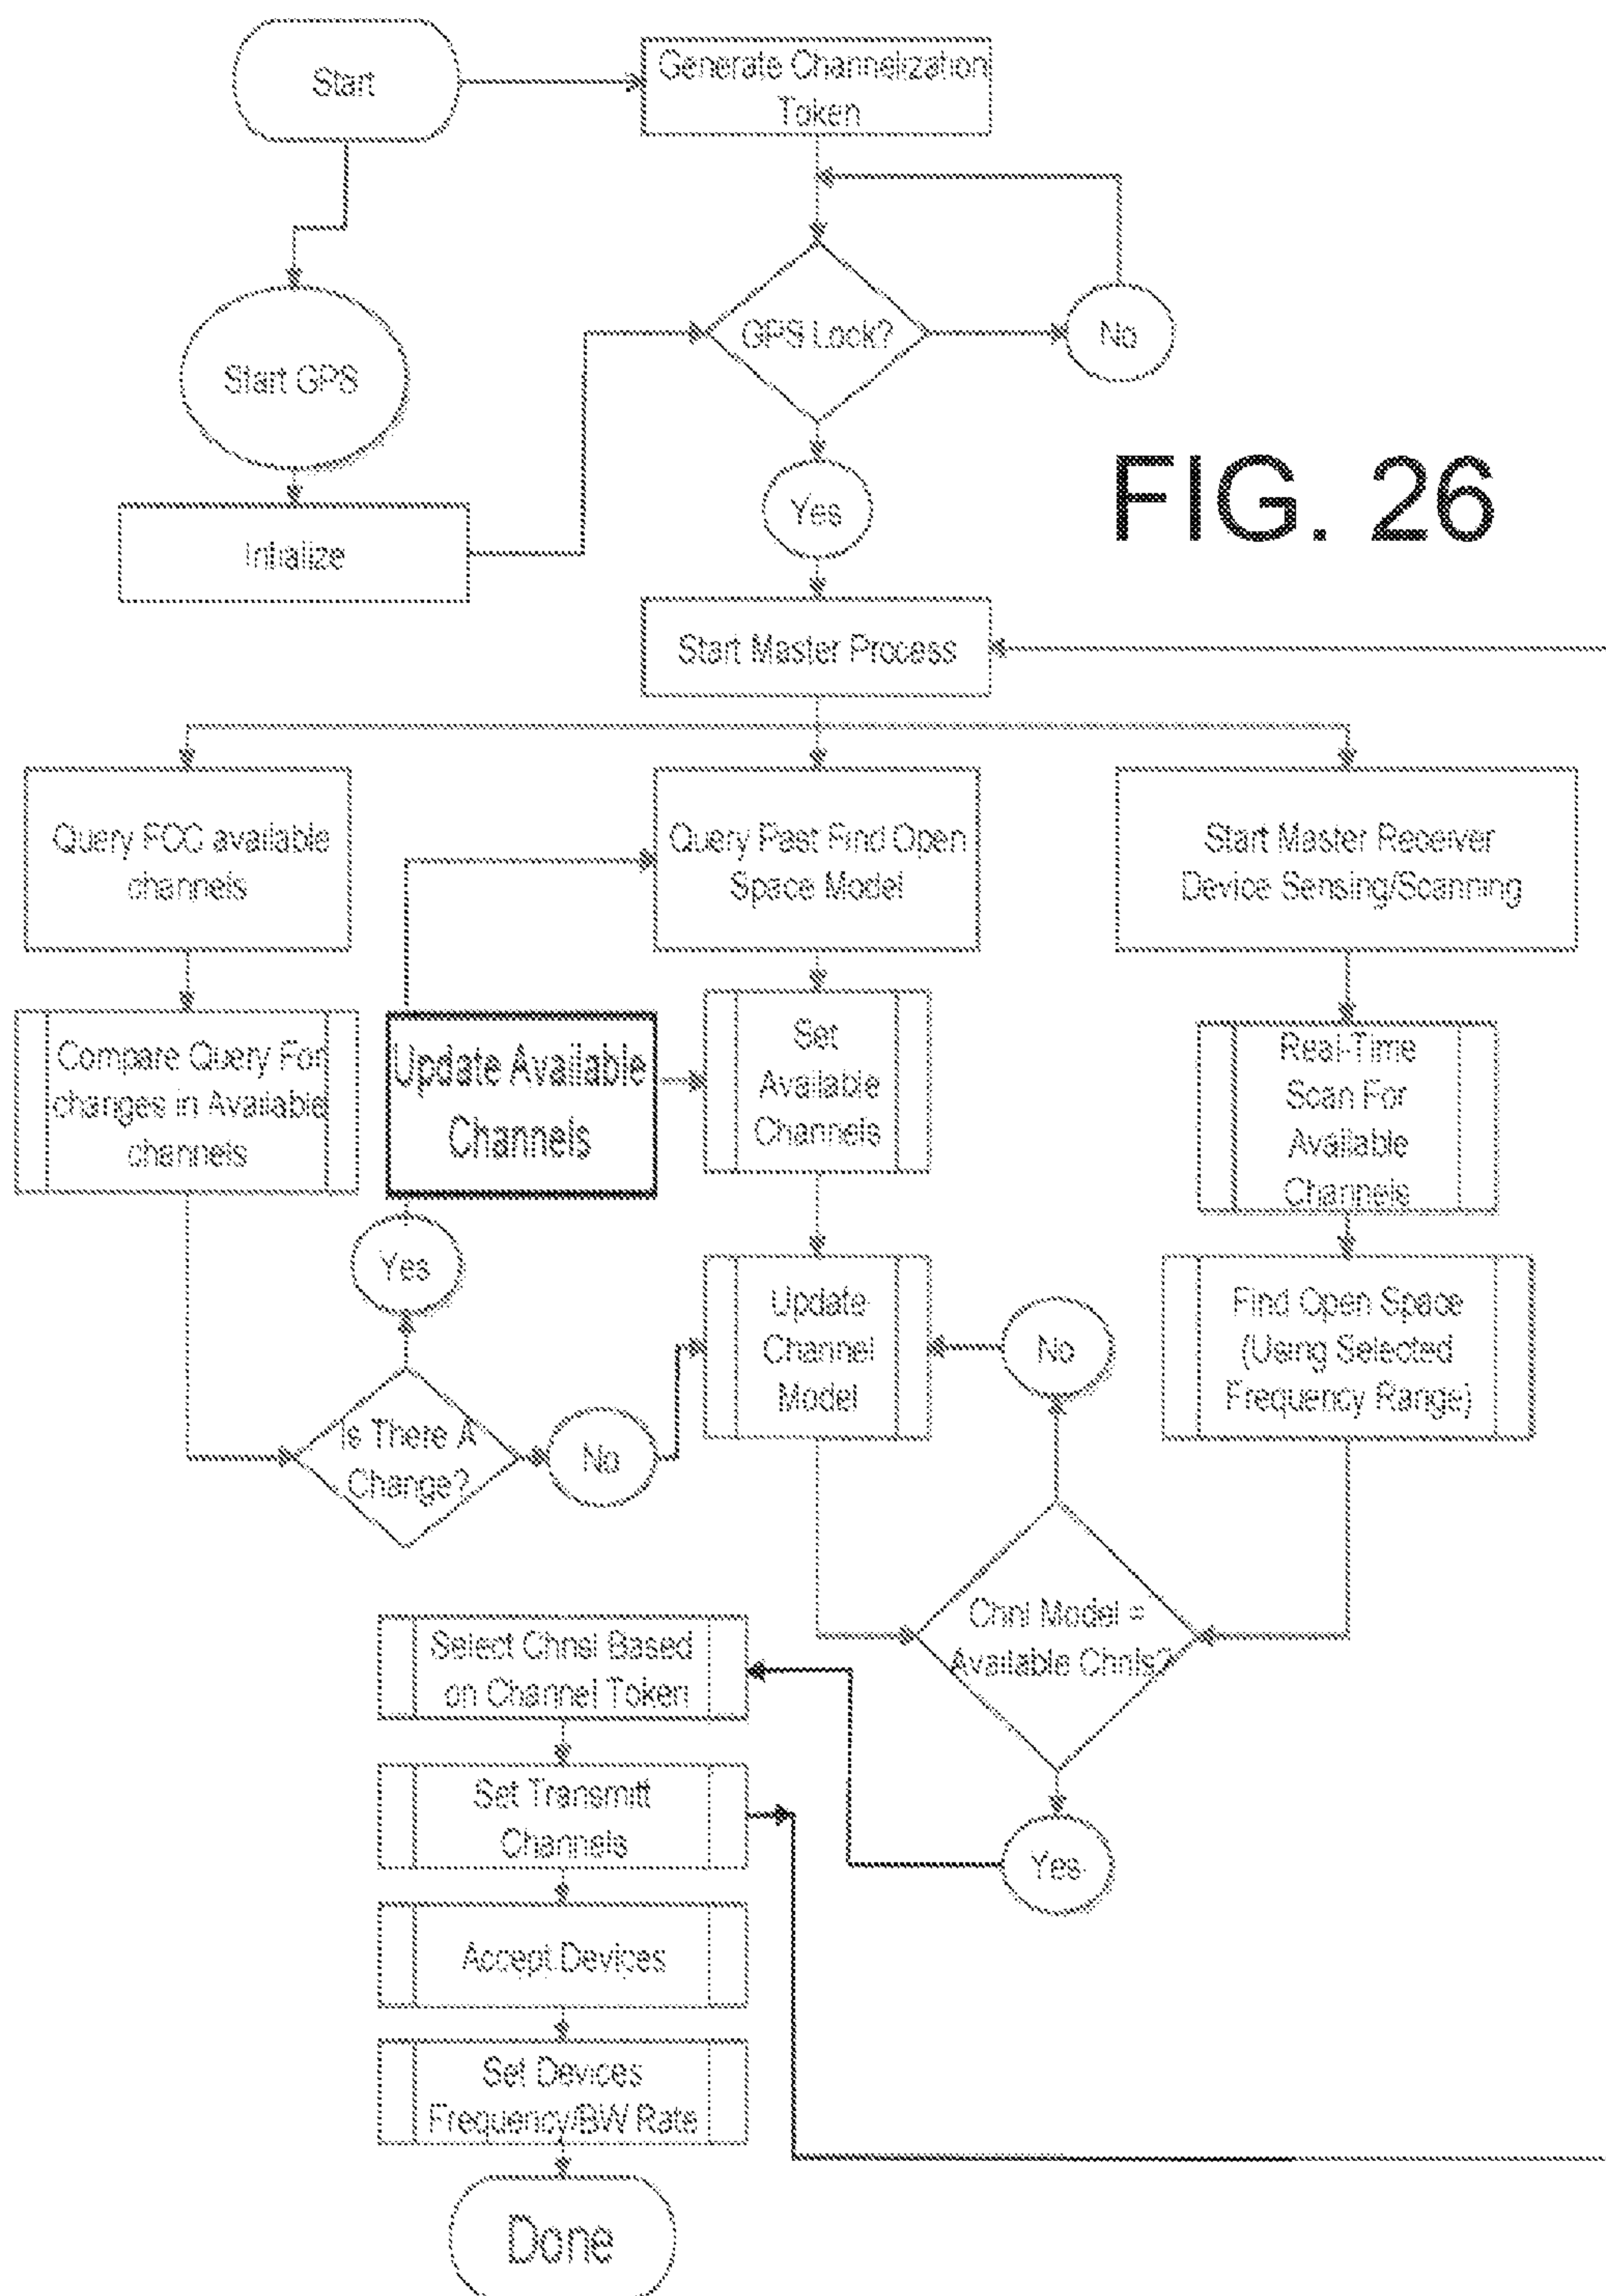 Start
Generate Channelization
Token
GPS Lock?
No
Start GPS
Yes
FIG. 26
Initialize
Start Master Process
Query FCC available
channels
Query Past Find Open
Space Model
Start Master Receiver
Device Sensing/Scanning
Compare Query For
changes in Available
channels
Update Available
Channels
Set
Available
Channels
Real-Time
Scan For
Available
Channels
Yes
Update
Channel
Model
No
Find Open Space
(Using Selected
Frequency Range)
Is There A
Change?
No
Chnl Model =
Available Chnls?
Select Chnsl Based
on Channel Token
Set Transmitt
Channels
Yes
Accept Devices
Set Devices
Frequency/BW Rate
Done